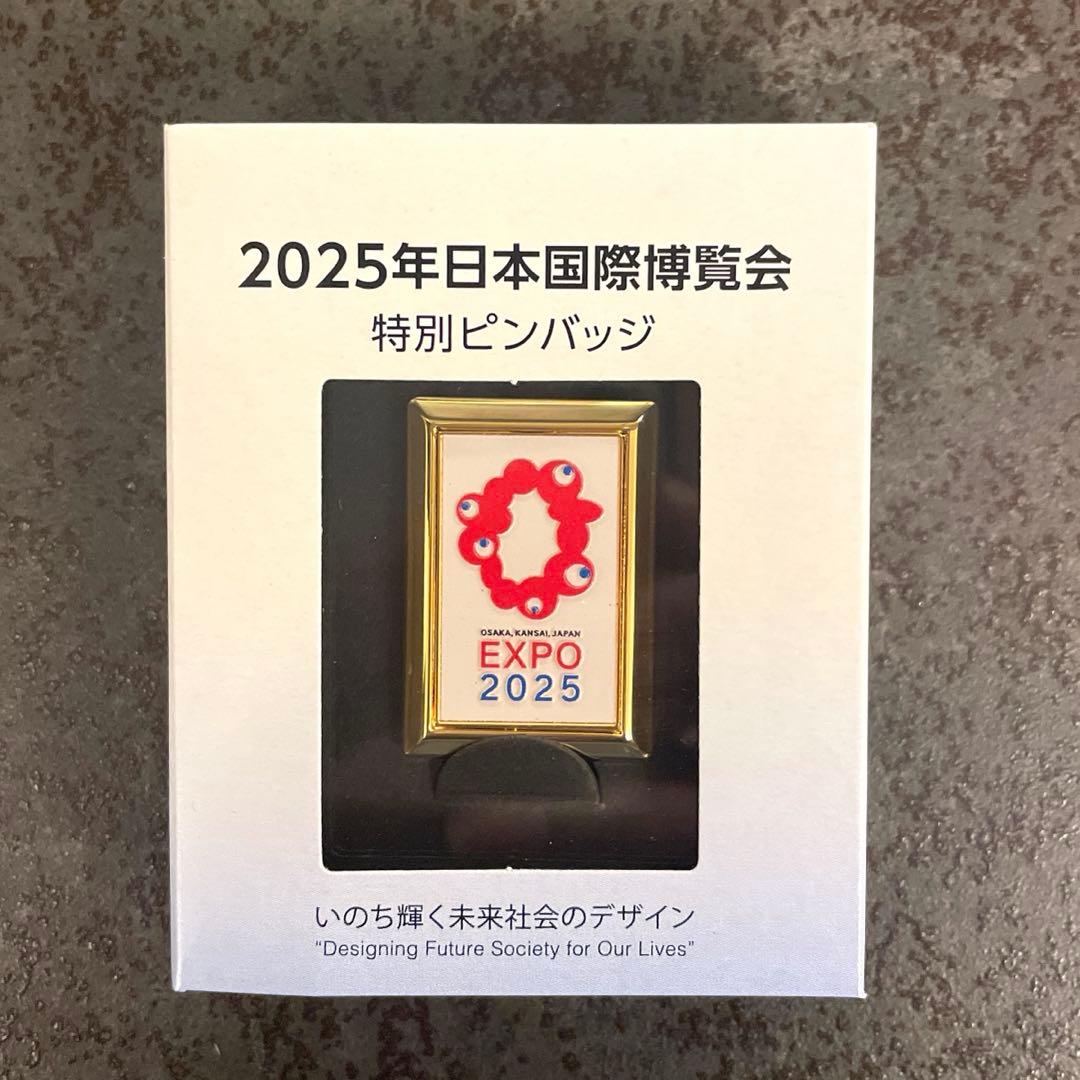 2025年日本国際博覧会
特別ピンバッジ
OSAKA, KANSAI, JAPAN
EXPO
2025
いのち輝く未来社会のデザイン
“Designing Future Society for Our Lives”